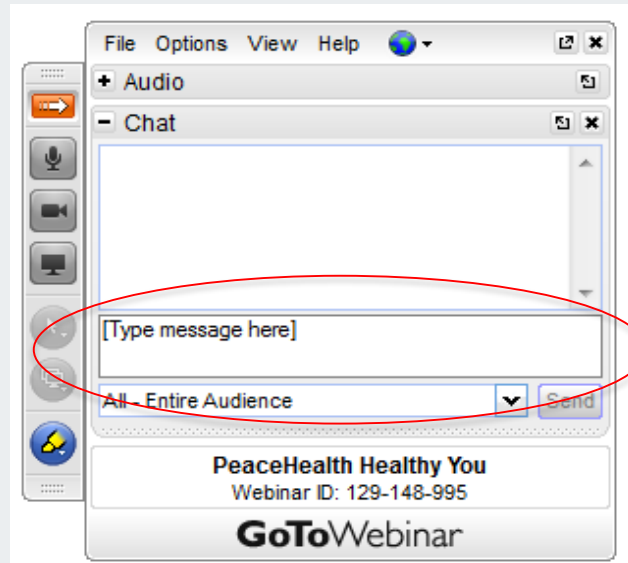 File Options View Help
Audio
Chat
[Type message here]
All - Entire Audience
Send
PeaceHealth Healthy You
Webinar ID: 129-148-995
GoToWebinar